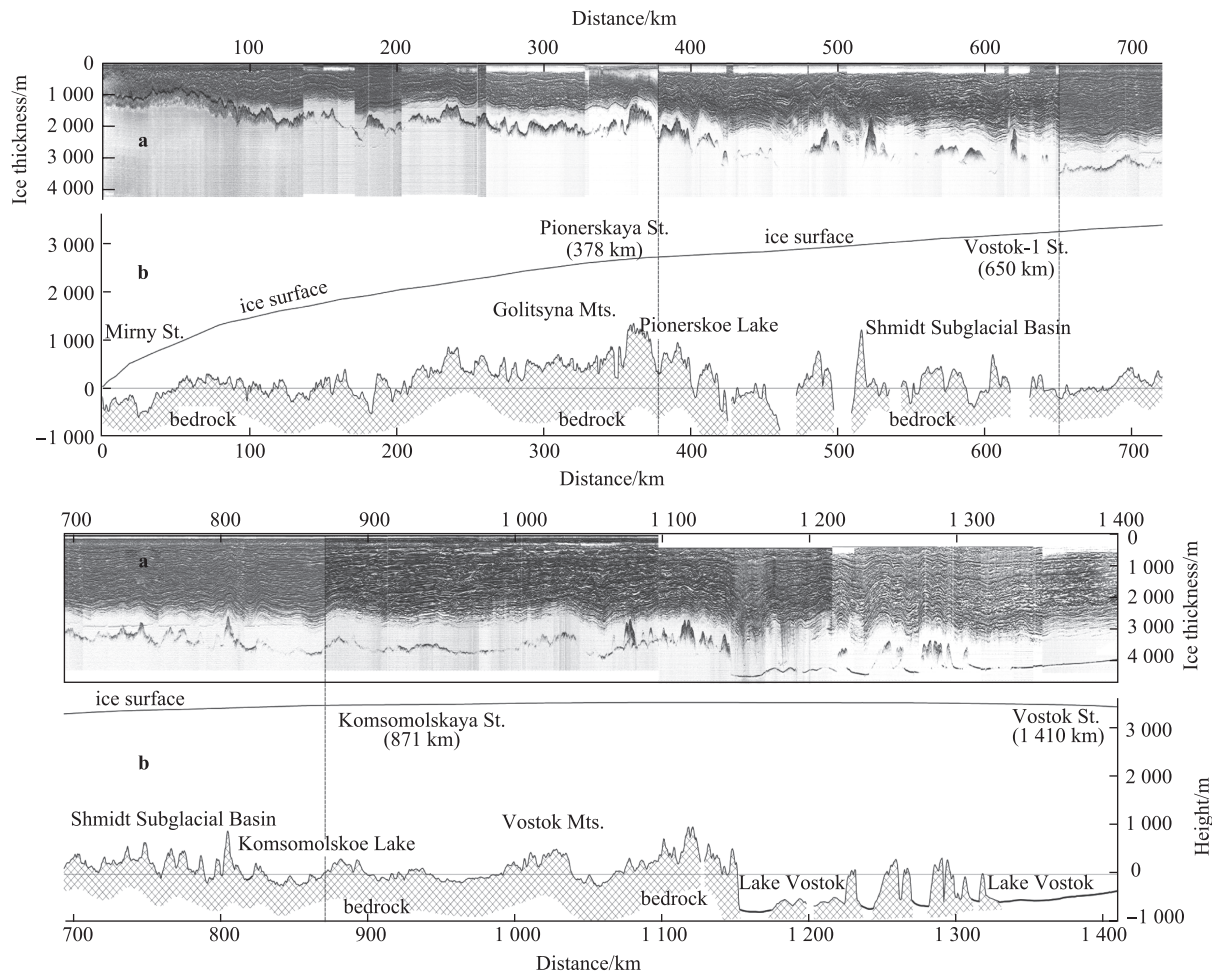 Distance/km
100 200 300 400 500 600 700
0
1 000
2 000
3 000
4 000
Ice thickness/m
a
3 000
2 000
1 000
0
−1 000
b
Pionerskaya St.
(378 km)
ice surface
Vostok-1 St.
(650 km)
ice surface
Golitsyna Mts.
Mirny St.
Pionerskoe Lake
Shmidt Subglacial Basin
bedrock
bedrock
bedrock
0 100 200 300 400 500 600 700
Distance/km
700 800 900 1 000 1 100 1 200 1 300 1 400
a
0
1 000
2 000
3 000
4 000
Ice thickness/m
ice surface
Komsomolskaya St.
(871 km)
Vostok St.
(1 410 km)
b
3 000
2 000
1 000
0
−1 000
Height/m
Shmidt Subglacial Basin
Komsomolskoe Lake
Vostok Mts.
Lake Vostok
Lake Vostok
bedrock
bedrock
700 800 900 1 000 1 100 1 200 1 300 1 400
Distance/km